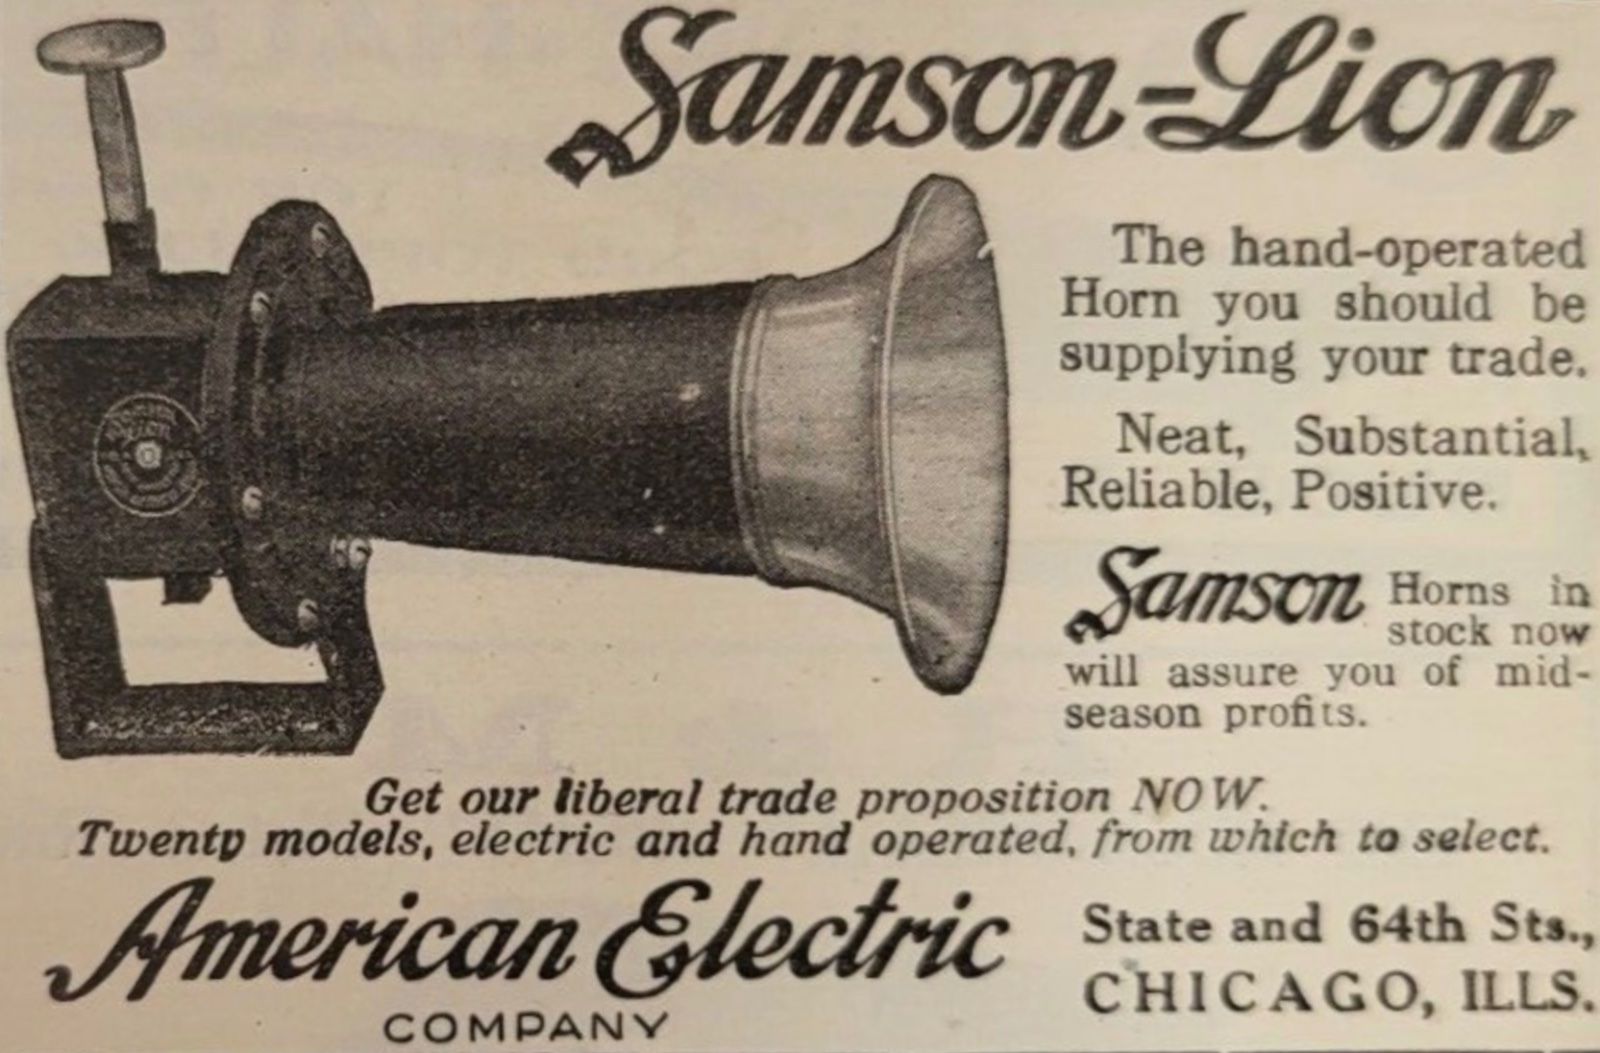 Samson-Lion
The hand-operated
Horn you should be
supplying your trade.
Neat, Substantial,
Reliable, Positive.
Samson Horns in
stock now
will assure you of mid-
season profits.
Get our liberal trade proposition NOW.
Twenty models, electric and hand operated, from which to select.
American Electric
COMPANY
State and 64th Sts.,
CHICAGO, ILLS.